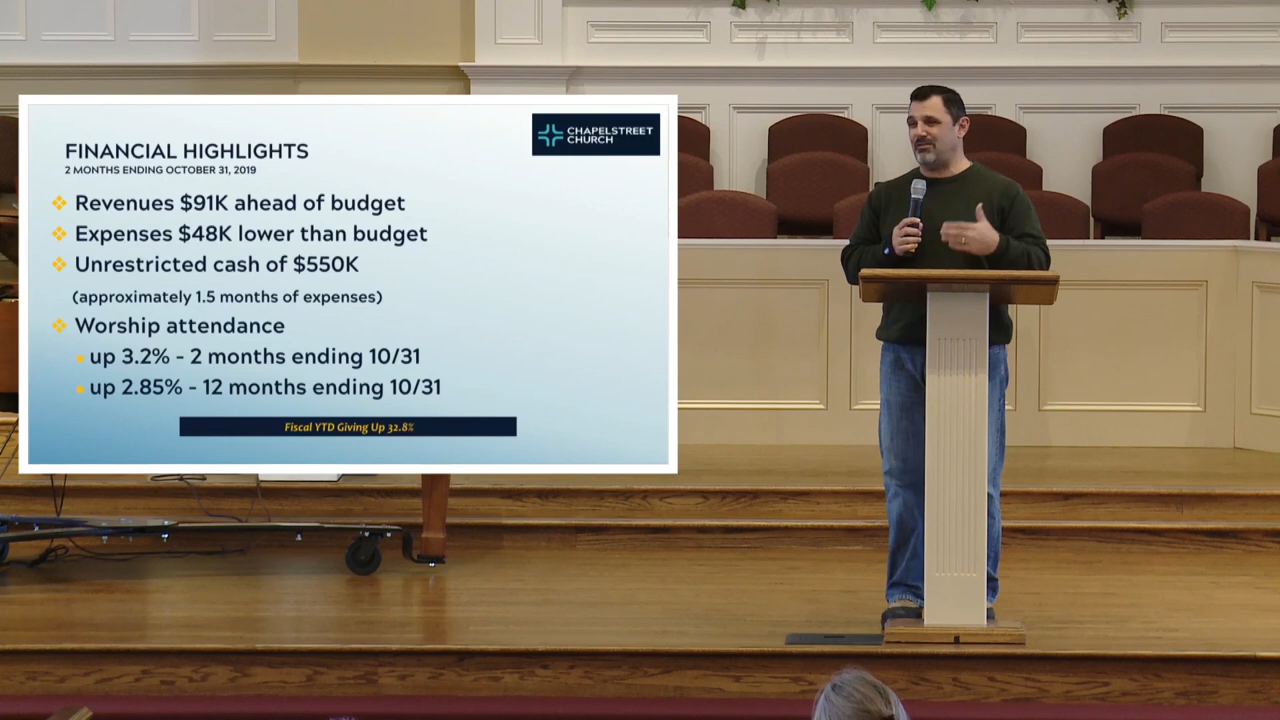 CHAPELSTREET
CHURCH
FINANCIAL HIGHLIGHTS
2 MONTHS ENDING OCTOBER 31, 2019
Revenues $91K ahead of budget
Expenses $48K lower than budget
Unrestricted cash of $550K
(approximately 1.5 months of expenses)
Worship attendance
up 3.2% - 2 months ending 10/31
up 2.85% - 12 months ending 10/31
Fiscal YTD Giving Up 32.8%